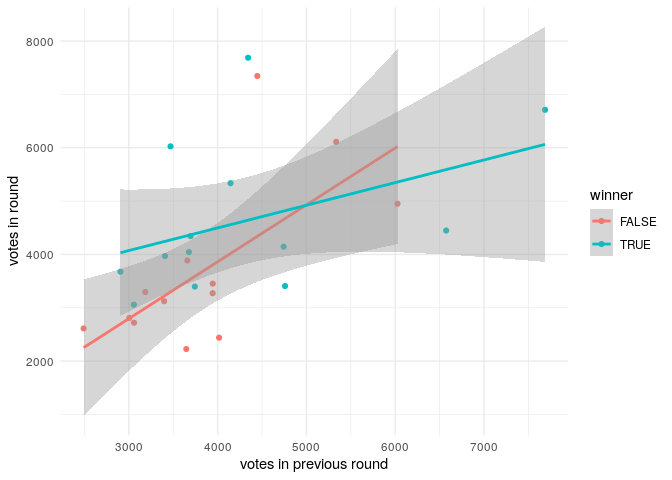 8000
6000
4000
2000
votes in round
3000 4000 5000 6000 7000
votes in previous round
winner
FALSE
TRUE